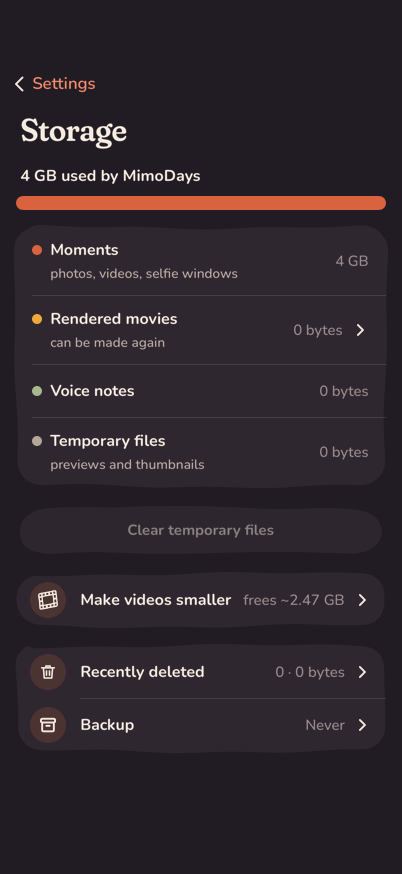 Settings
Storage
4 GB used by MimoDays
Moments
photos, videos, selfie windows
4 GB
Rendered movies
can be made again
0 bytes
Voice notes
0 bytes
Temporary files
previews and thumbnails
0 bytes
Clear temporary files
Make videos smaller frees ~2.47 GB
Recently deleted 0 · 0 bytes
Backup Never